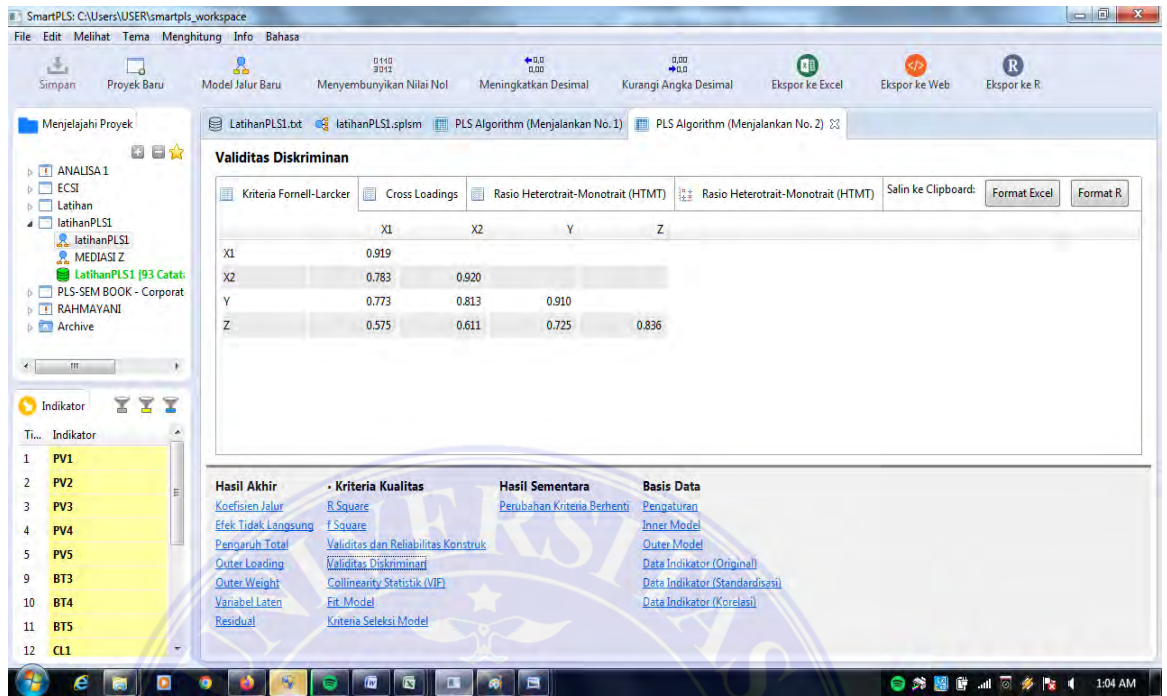 SmartPLS: C:\Users\USER\smartpls_workspace
File Edit Melihat Tema Menghitung Info Bahasa
Simpan Proyek Baru Model Jalur Baru Menyembunyikan Nilai Nol Meningkatkan Desimal Kurangi Angka Desimal Ekspor ke Excel Ekspor ke Web Ekspor ke R
Menjelajahi Proyek
ANALISA 1
ECSI
Latihan
latihanPLS1
latihanPLS1
MEDIASI Z
LatihanPLS1 [93 Catat
PLS-SEM BOOK - Corporat
RAHMAYANI
Archive
Indikator
Ti... Indikator
1 PV1
2 PV2
3 PV3
4 PV4
5 PV5
9 BT3
10 BT4
11 BT5
12 CL1
LatihanPLS1.txt latihanPLS1.splsm PLS Algorithm (Menjalankan No. 1) PLS Algorithm (Menjalankan No. 2)
Validitas Diskriminan
Kriteria Fornell-Larcker Cross Loadings Rasio Heterotrait-Monotrait (HTMT) Rasio Heterotrait-Monotrait (HTMT) Salin ke Clipboard: Format Excel Format R
X1 X2 Y Z
X1 0.919
X2 0.783 0.920
Y 0.773 0.813 0.910
Z 0.575 0.611 0.725 0.836
Hasil Akhir
Koefisien Jalur
Efek Tidak Langsung
Pengaruh Total
Outer Loading
Outer Weight
Variabel Laten
Residual
Kriteria Kualitas
R Square
f Square
Validitas dan Reliabilitas Konstruk
Validitas Diskriminan
Collinearity Statistik (VIF)
Fit_Model
Kriteria Seleksi Model
Hasil Sementara
Perubahan Kriteria Berhenti
Basis Data
Pengaturan
Inner Model
Outer Model
Data Indikator (Original)
Data Indikator (Standardisasi)
Data Indikator (Korelasi)
1:04 AM